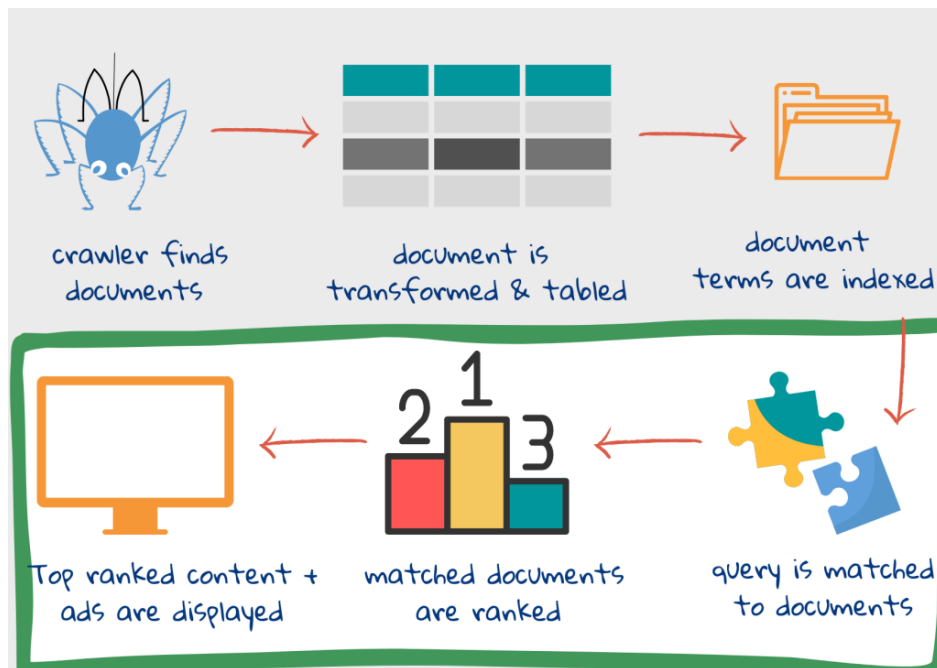 crawler finds
documents
document is
transformed & tabled
document
terms are indexed
2
1
3
Top ranked content +
ads are displayed
matched documents
are ranked
query is matched
to documents